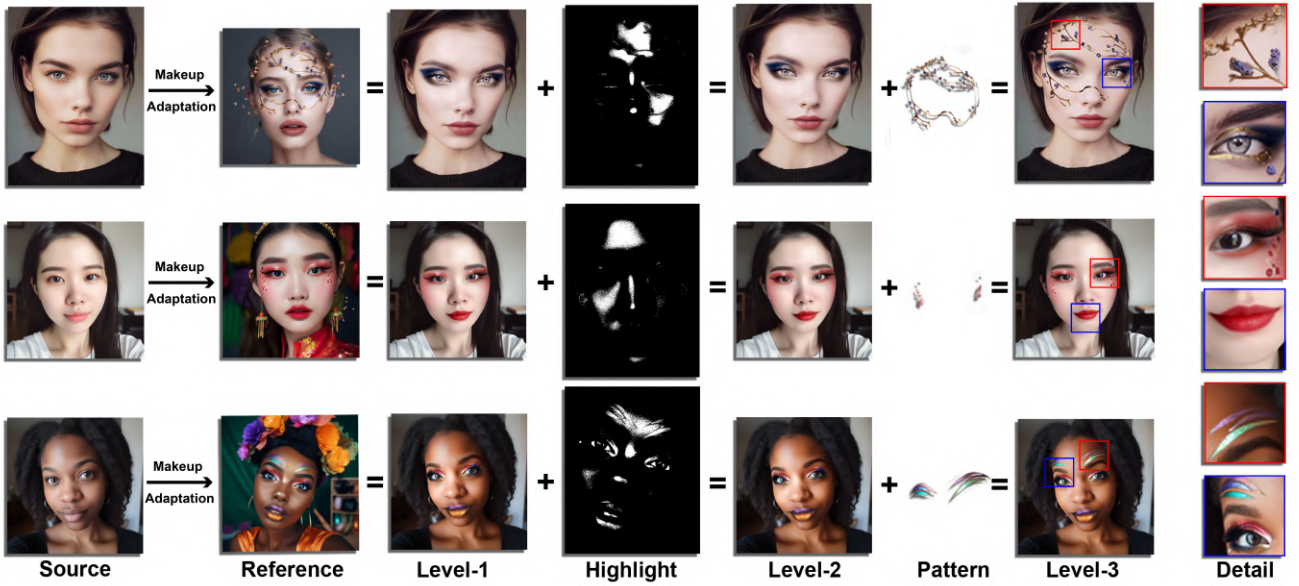 Makeup
Adaptation
=
+
=
+
=
Makeup
Adaptation
=
+
=
+
=
Makeup
Adaptation
=
+
=
+
=
Source Reference Level-1 Highlight Level-2 Pattern Level-3 Detail